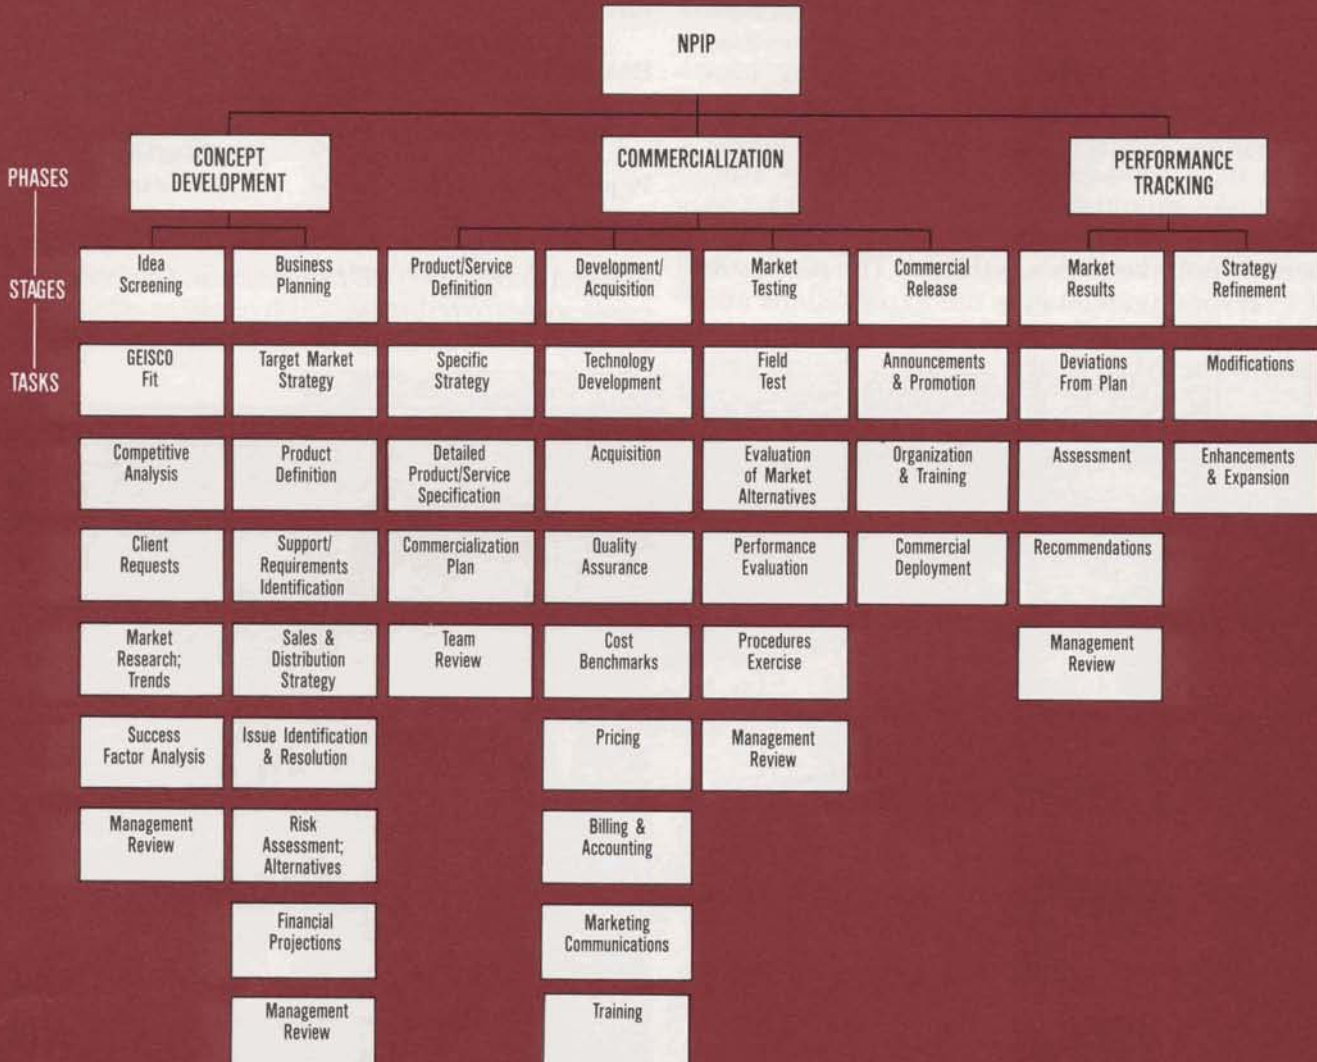 NPIP
CONCEPT
DEVELOPMENT
COMMERCIALIZATION
PERFORMANCE
TRACKING
PHASES
STAGES
TASKS
Idea
Screening
GEISCO
Fit
Competitive
Analysis
Client
Requests
Market
Research;
Trends
Success
Factor Analysis
Management
Review
Business
Planning
Target Market
Strategy
Product
Definition
Support/
Requirements
Identification
Sales &
Distribution
Strategy
Issue Identification
& Resolution
Risk
Assessment;
Alternatives
Financial
Projections
Management
Review
Product/Service
Definition
Specific
Strategy
Detailed
Product/Service
Specification
Commercialization
Plan
Team
Review
Development/
Acquisition
Technology
Development
Acquisition
Quality
Assurance
Cost
Benchmarks
Pricing
Billing &
Accounting
Marketing
Communications
Training
Market
Testing
Field
Test
Evaluation
of Market
Alternatives
Performance
Evaluation
Procedures
Exercise
Management
Review
Commercial
Release
Announcements
& Promotion
Organization
& Training
Commercial
Deployment
Market
Results
Deviations
From Plan
Assessment
Recommendations
Management
Review
Strategy
Refinement
Modifications
Enhancements
& Expansion